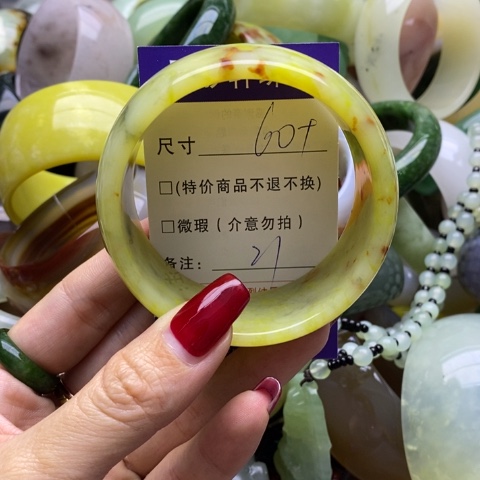 尺寸 60+
□(特价商品不退不换)
□微瑕(介意勿拍)
备注: 21